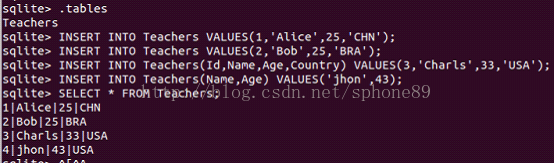 sqlite> .tables
Teachers
sqlite> INSERT INTO Teachers VALUES(1,'Alice',25,'CHN');
sqlite> INSERT INTO Teachers VALUES(2,'Bob',25,'BRA');
sqlite> INSERT INTO Teachers(Id,Name,Age,Country) VALUES(3,'Charls',33,'USA');
sqlite> INSERT INTO Teachers(Name,Age) VALUES('jhon',43);
sqlite> SELECT * FROM Teachers;
http://blog.csdn.net/sphone89
1|Alice|25|CHN
2|Bob|25|BRA
3|Charls|33|USA
4|jhon|43|USA
sqlite> ^[^A